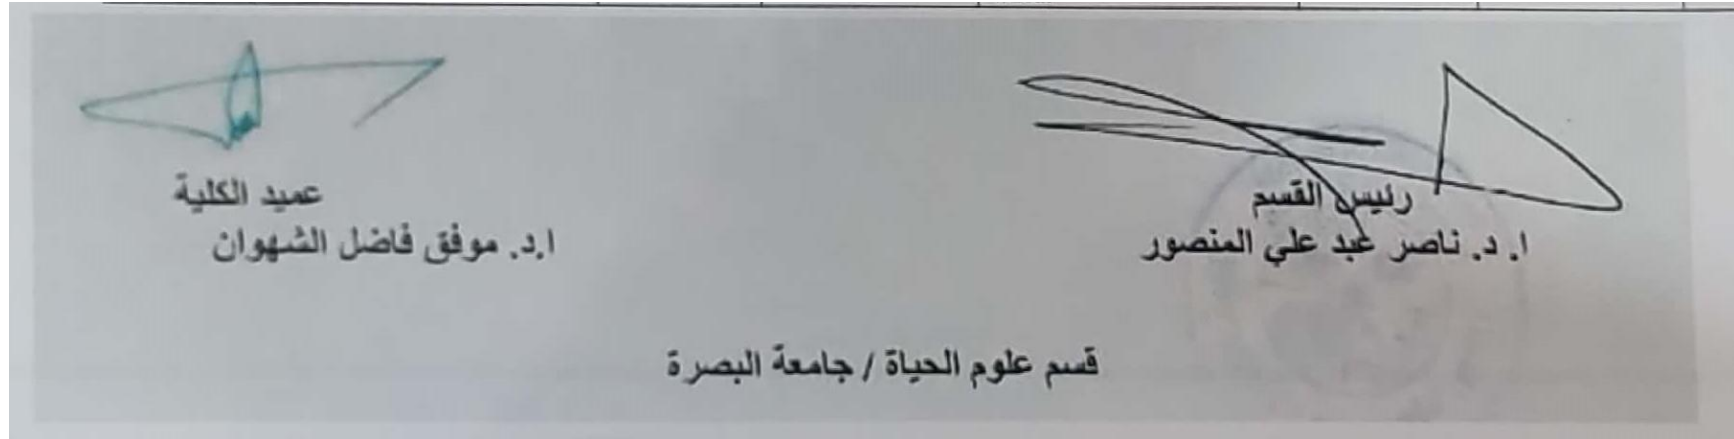 رئيس القسم
ا. د. ناصر عبد علي المنصور
عميد الكلية
ا.د. موفق فاضل الشهوان
قسم علوم الحياة / جامعة البصرة